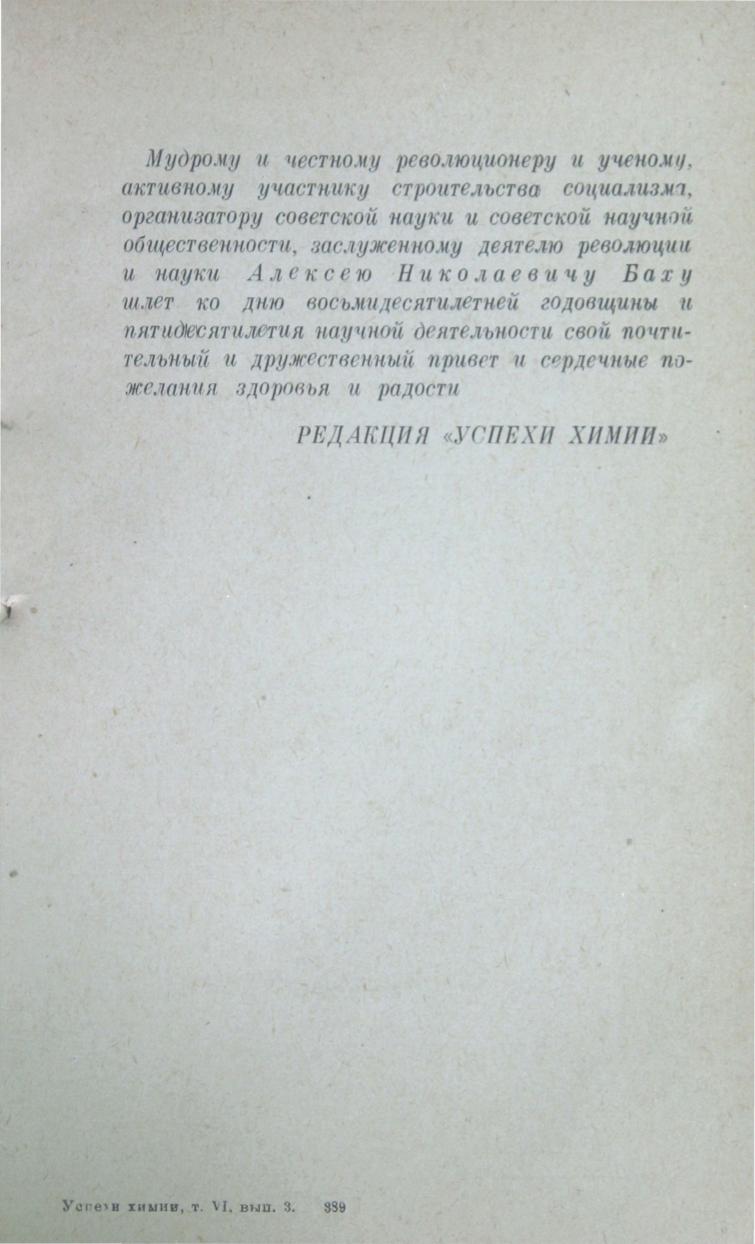 Мудрому и честному революционеру и ученому,
активному участнику строительства социализма,
организатору советской науки и советской научной
общественности, заслуженному деятелю революции
и науки Алексею Николаевичу Баху
шлет ко дню восьмидесятилетней годовщины и
пятидесятилетия научной деятельности свой почти-
тельный и дружественный привет и сердечные по-
желания здоровья и радости
РЕДАКЦИЯ «УСПЕХИ ХИМИИ»
Успехи химии, т. VI, вып. 3. 389